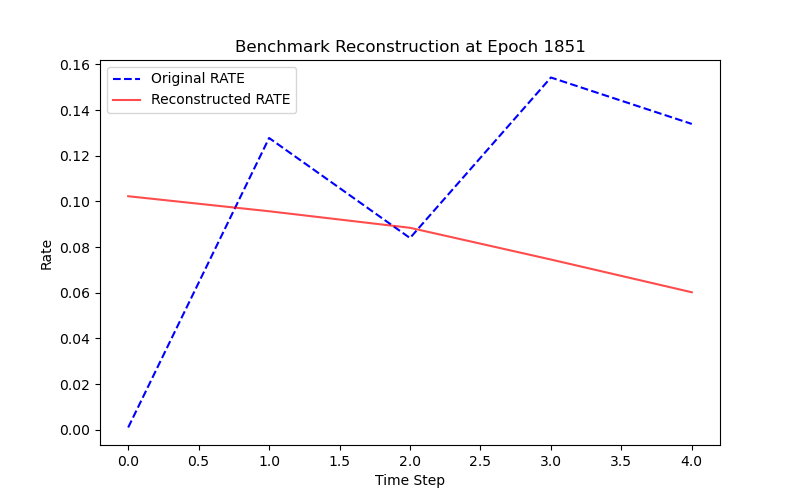 Benchmark Reconstruction at Epoch 1851
Original RATE
Reconstructed RATE
0.16
0.14
0.12
0.10
0.08
0.06
0.04
0.02
0.00
Rate
0.0 0.5 1.0 1.5 2.0 2.5 3.0 3.5 4.0
Time Step